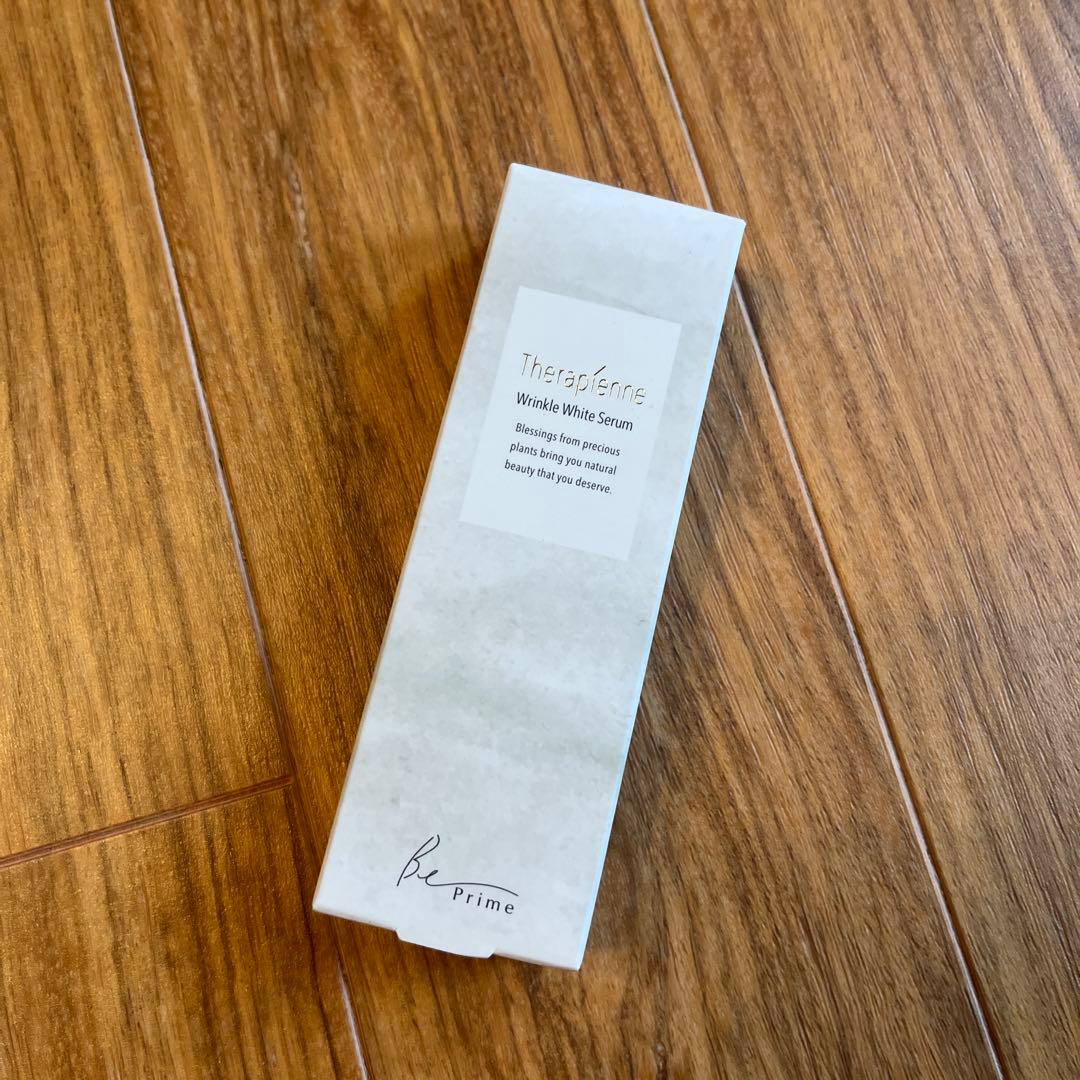 Therapíenne
Wrinkle White Serum
Blessings from precious
plants bring you natural
beauty that you deserve.
Be
Prime